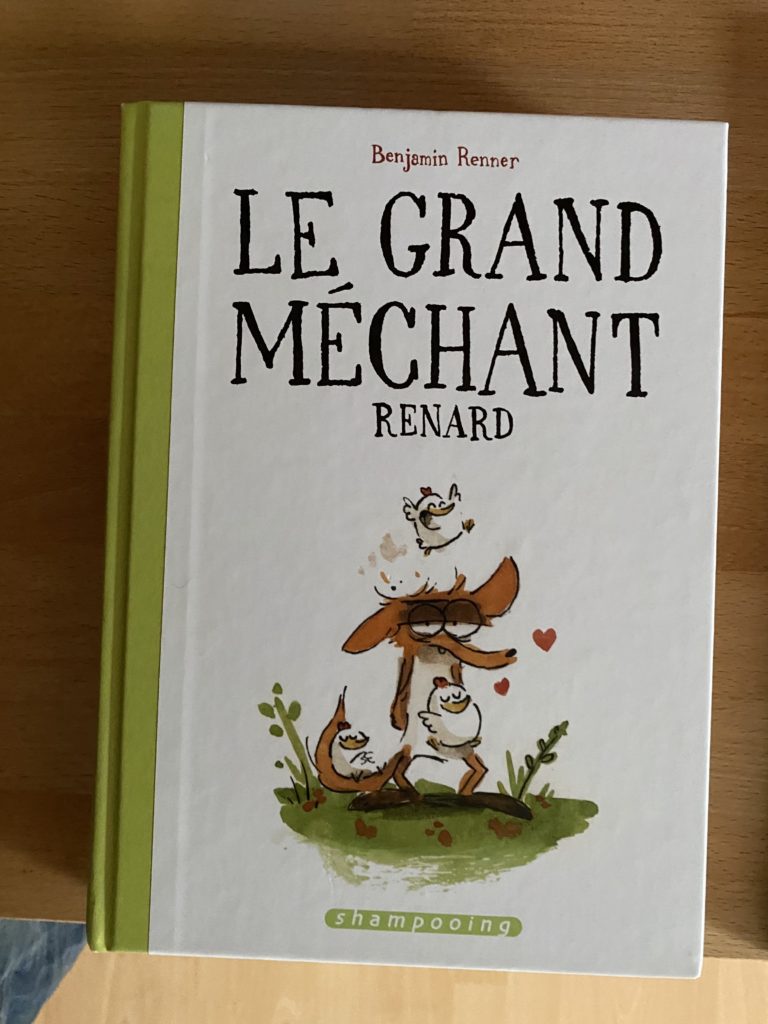 Benjamin Renner
LE GRAND
MÉCHANT
RENARD
shampooing